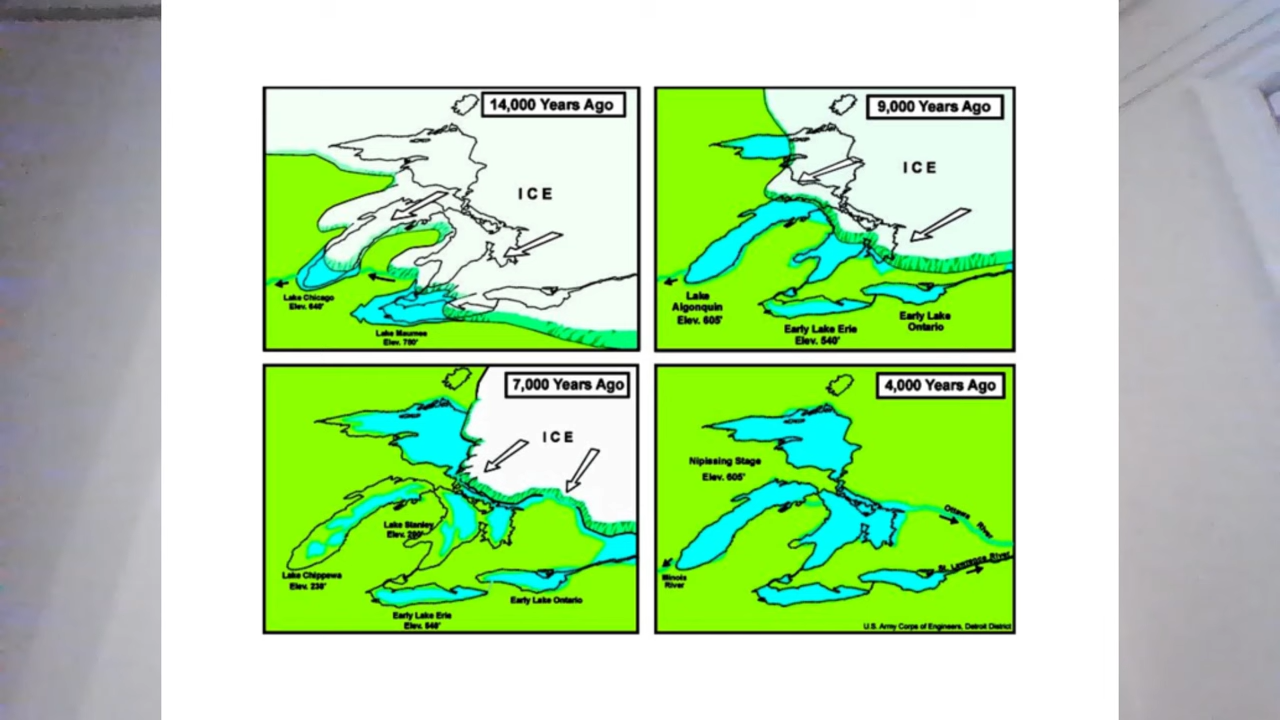 14,000 Years Ago
ICE
Lake Chicago
Elev. 640'
Lake Maumee
Elev. 780'
9,000 Years Ago
ICE
Lake
Algonquin
Elev. 605'
Early Lake Erie
Elev. 540'
Early Lake
Ontario
7,000 Years Ago
ICE
Lake Stanley
Lake Chippewa
Elev. 230'
Early Lake Erie
Elev. 540'
Early Lake Ontario
4,000 Years Ago
Nipissing Stage
Elev. 605'
Ottawa River
St. Lawrence River
Illinois
River
U.S. Army Corps of Engineers, Detroit District